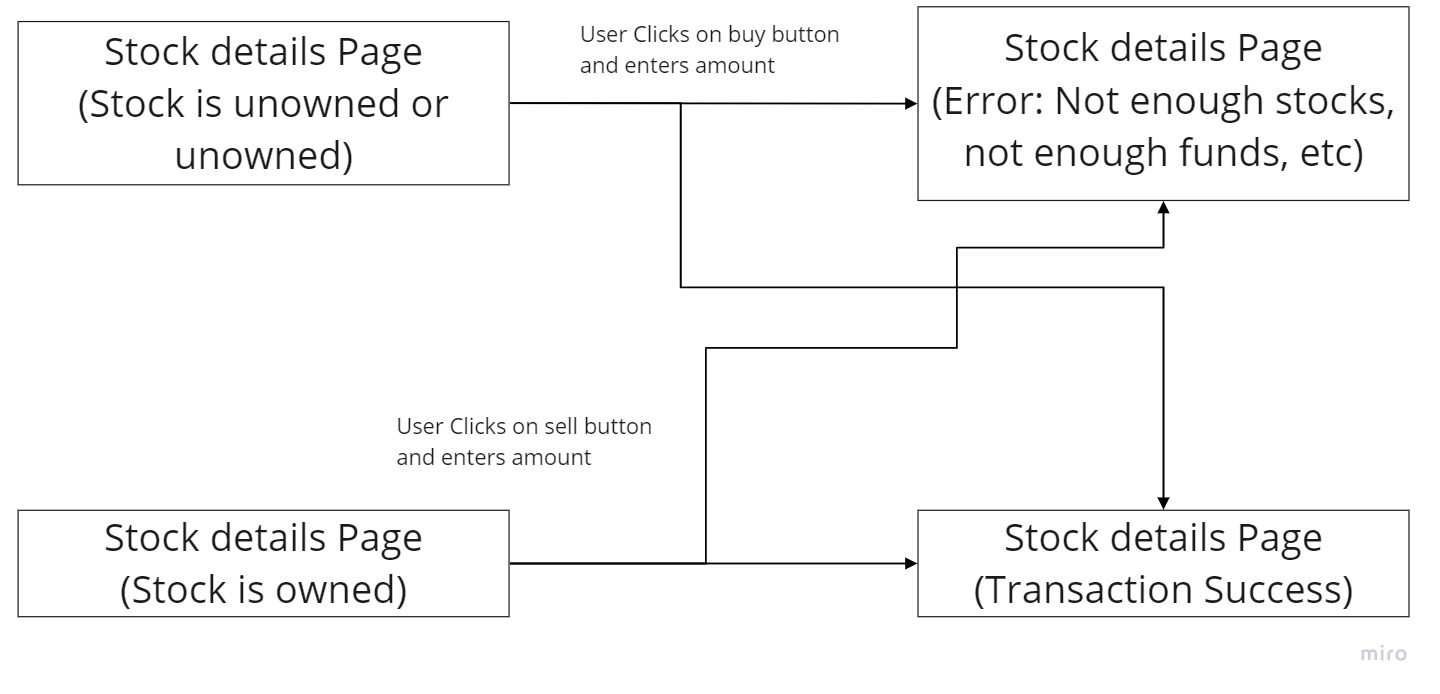 Stock details Page
(Stock is unowned or
unowned)
User Clicks on buy button
and enters amount
Stock details Page
(Error: Not enough stocks,
not enough funds, etc)
User Clicks on sell button
and enters amount
Stock details Page
(Stock is owned)
Stock details Page
(Transaction Success)
miro